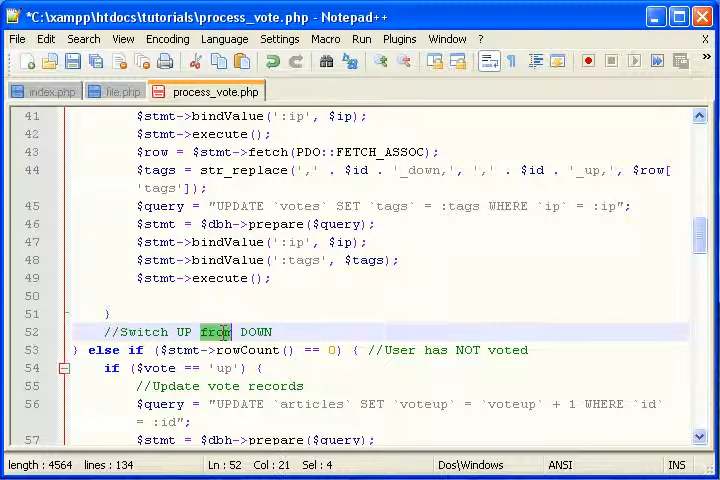 *C:\xampp\htdocs\tutorials\process_vote.php - Notepad++
File Edit Search View Encoding Language Settings Macro Run Plugins Window ? X
index.php file.php process_vote.php
41 $stmt->bindValue(':ip', $ip);
42 $stmt->execute();
43 $row = $stmt->fetch(PDO::FETCH_ASSOC);
44 $tags = str_replace(',' . $id . '_down,', ',' . $id . '_up,', $row[
'tags']);
45 $query = "UPDATE `votes` SET `tags` = :tags WHERE `ip` = :ip";
46 $stmt = $dbh->prepare($query);
47 $stmt->bindValue(':ip', $ip);
48 $stmt->bindValue(':tags', $tags);
49 $stmt->execute();
50
51 }
52 //Switch UP from DOWN
53 } else if ($stmt->rowCount() == 0) { //User has NOT voted
54 if ($vote == 'up') {
55 //Update vote records
56 $query = "UPDATE `articles` SET `voteup` = `voteup` + 1 WHERE `id`
= :id";
57 $stmt = $dbh->prepare($query);
length : 4564 lines : 134 Ln : 52 Col : 21 Sel : 4 Dos\Windows ANSI INS